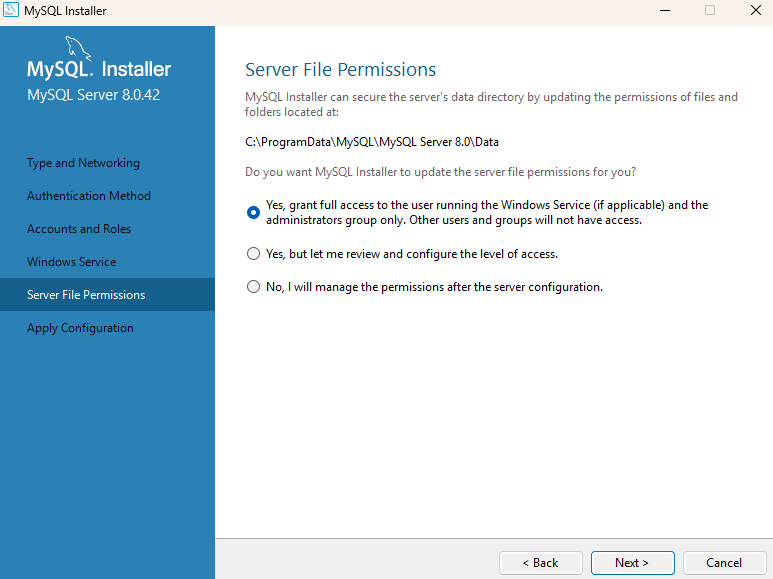 MySQL Installer
MySQL. Installer
MySQL Server 8.0.42
Type and Networking
Authentication Method
Accounts and Roles
Windows Service
Server File Permissions
Apply Configuration
Server File Permissions
MySQL Installer can secure the server's data directory by updating the permissions of files and
folders located at:
C:\ProgramData\MySQL\MySQL Server 8.0\Data
Do you want MySQL Installer to update the server file permissions for you?
Yes, grant full access to the user running the Windows Service (if applicable) and the
administrators group only. Other users and groups will not have access.
Yes, but let me review and configure the level of access.
No, I will manage the permissions after the server configuration.
< Back
Next >
Cancel